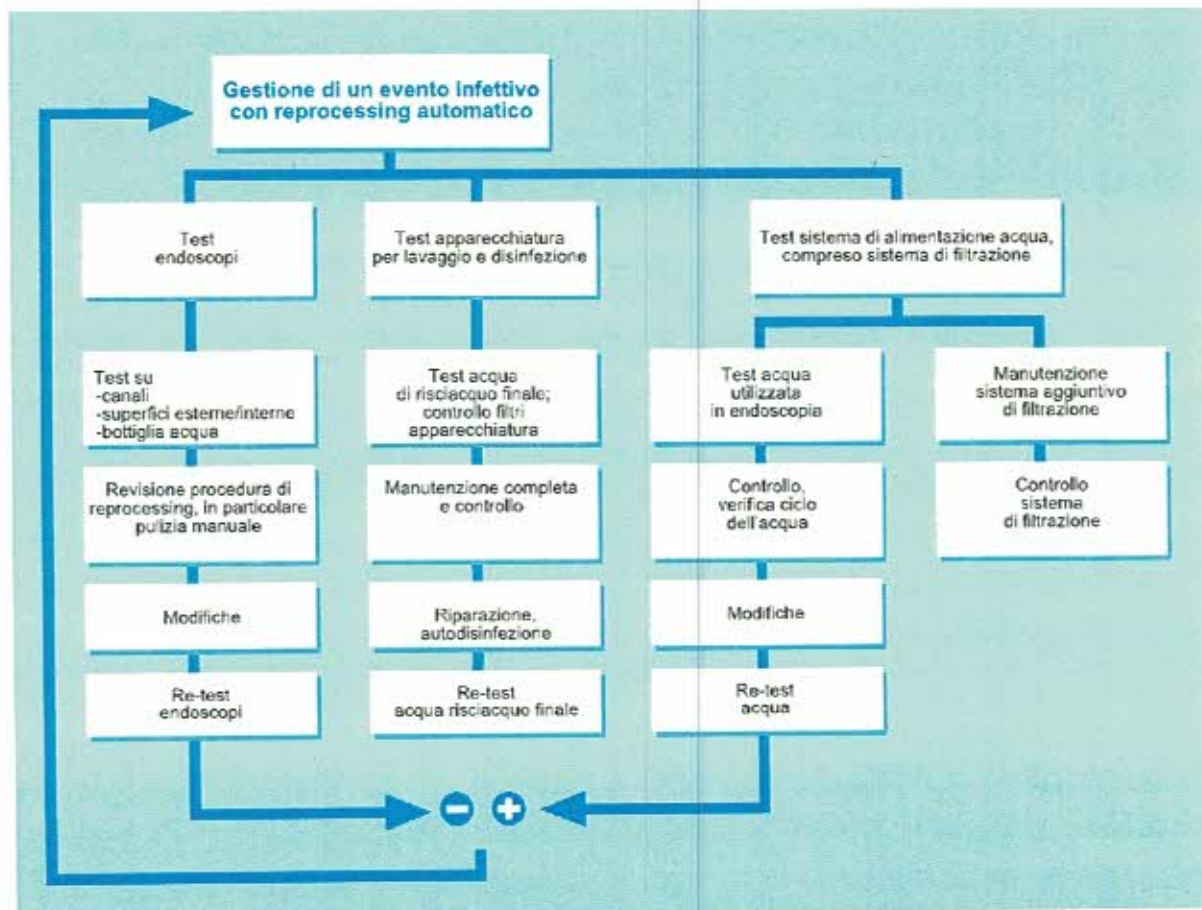 Gestione di un evento infettivo
con reprocessing automatico
Test
endoscopi
Test apparecchiatura
per lavaggio e disinfezione
Test sistema di alimentazione acqua,
compreso sistema di filtrazione
Test su
-canali
-superfici esterne/interne
-bottiglia acqua
Test acqua
di risciacquo finale;
controllo filtri
apparecchiatura
Test acqua
utilizzata
in endoscopia
Manutenzione
sistema aggiuntivo
di filtrazione
Revisione procedura di
reprocessing, in particolare
pulizia manuale
Manutenzione completa
e controllo
Controllo,
verifica ciclo
dell'acqua
Controllo
sistema
di filtrazione
Modifiche
Riparazione,
autodisinfezione
Modifiche
Re-test
endoscopi
Re-test
acqua risciacquo finale
Re-test
acqua
− +